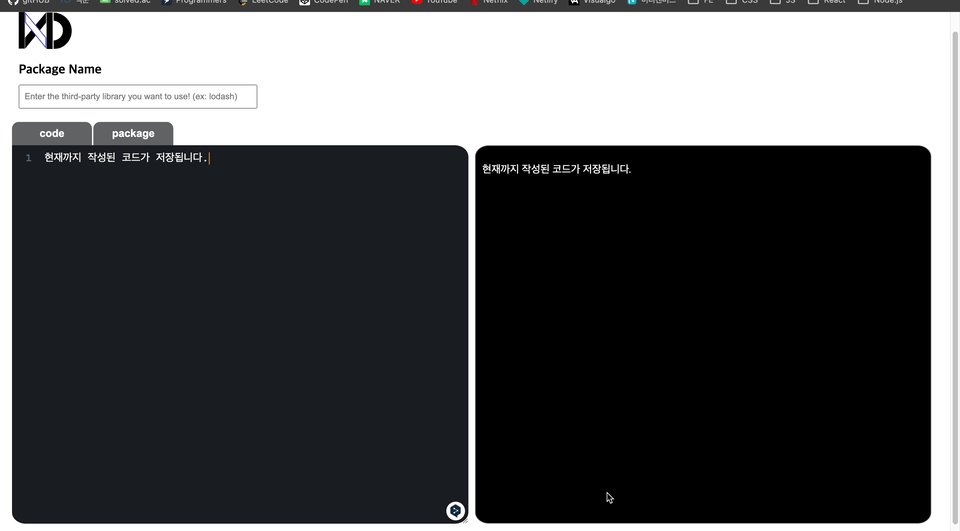 gitHub 백준 solved.ac Programmers LeetCode CodePen NAVER YouTube Netflix Netlify Visualgo FE CSS JS React Node.js
Package Name
Enter the third-party library you want to use! (ex: lodash)
code package
1 현재까지 작성된 코드가 저장됩니다.
현재까지 작성된 코드가 저장됩니다.